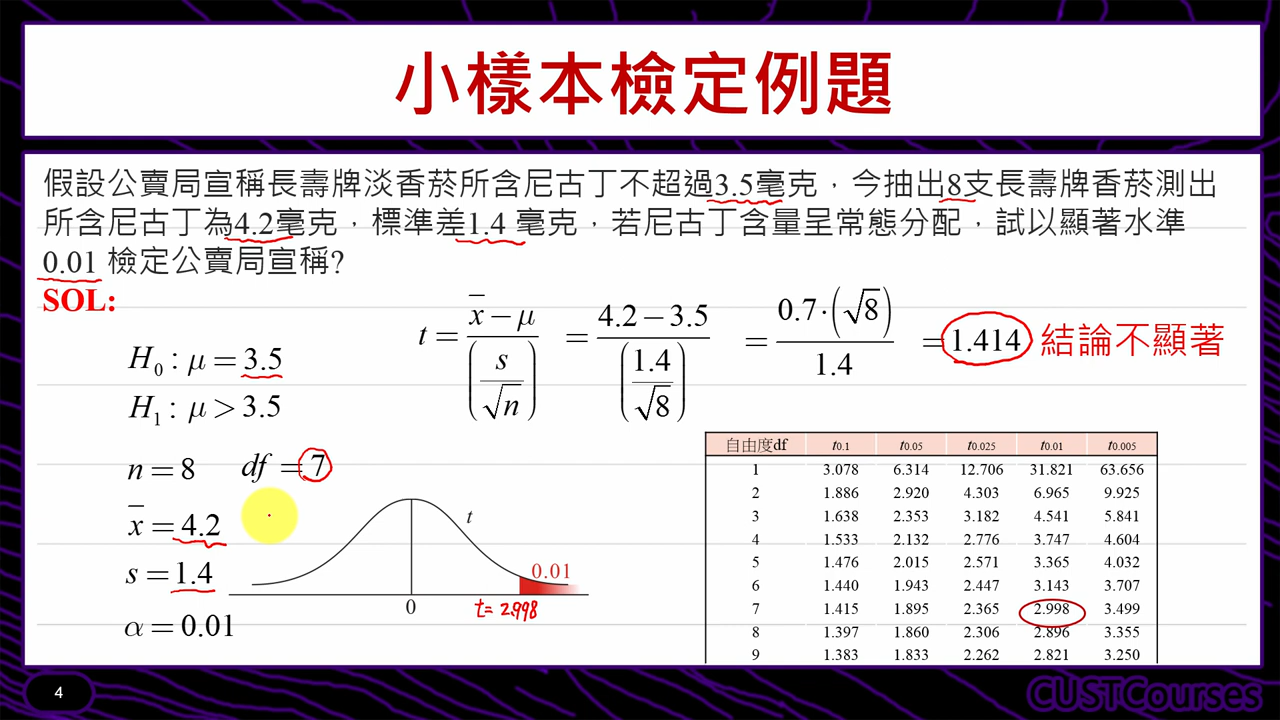 小樣本檢定例題
假設公賣局宣稱長壽牌淡香菸所含尼古丁不超過3.5毫克，今抽出8支長壽牌香菸測出
所含尼古丁為4.2毫克，標準差1.4 毫克，若尼古丁含量呈常態分配，試以顯著水準
0.01 檢定公賣局宣稱?
SOL:
t = (x̄ − μ) / (s/√n) = (4.2 − 3.5) / (1.4/√8) = 0.7·(√8) / 1.4 = 1.414 結論不顯著
H0 : μ = 3.5
H1 : μ > 3.5
n = 8 df = 7
x̄ = 4.2
s = 1.4
α = 0.01
t
0.01
0 t= 2.998
自由度df t0.1 t0.05 t0.025 t0.01 t0.005
1 3.078 6.314 12.706 31.821 63.656
2 1.886 2.920 4.303 6.965 9.925
3 1.638 2.353 3.182 4.541 5.841
4 1.533 2.132 2.776 3.747 4.604
5 1.476 2.015 2.571 3.365 4.032
6 1.440 1.943 2.447 3.143 3.707
7 1.415 1.895 2.365 2.998 3.499
8 1.397 1.860 2.306 2.896 3.355
9 1.383 1.833 2.262 2.821 3.250
4
CUSTCourses